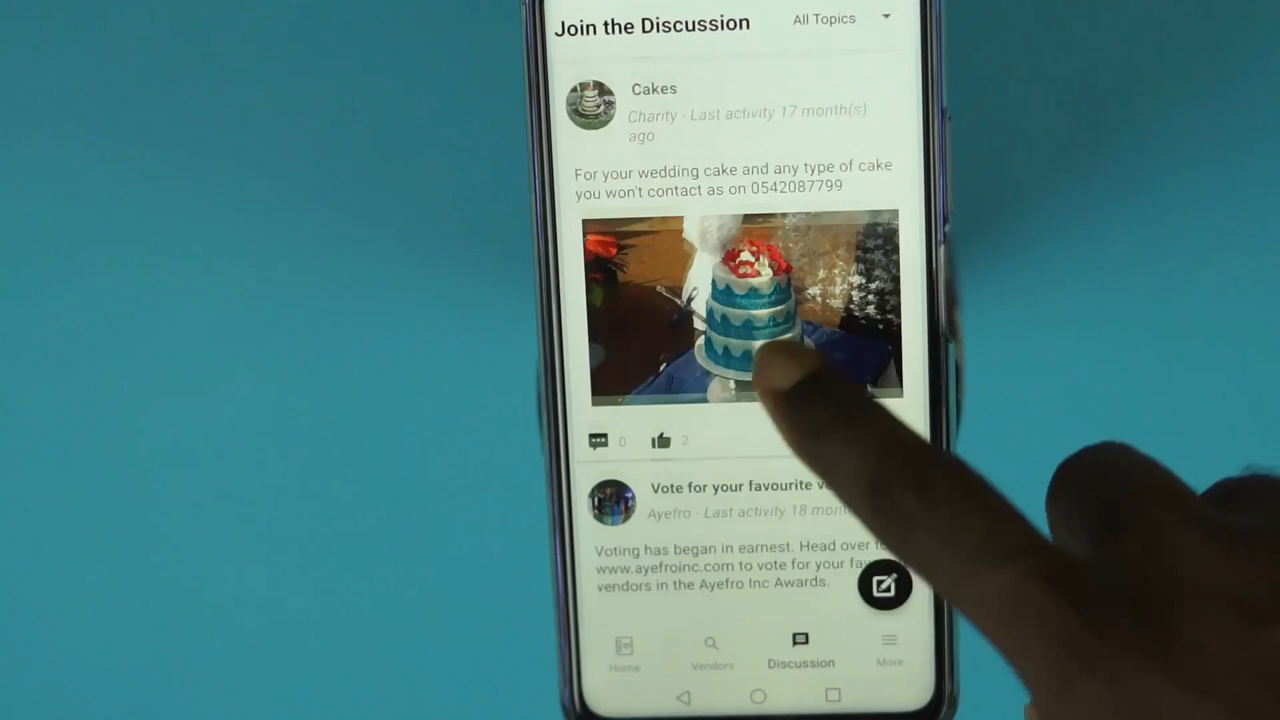 Join the Discussion
All Topics
Cakes
Charity - Last activity 17 month(s)
ago
For your wedding cake and any type of cake
you won't contact as on 0542087799
0
2
Vote for your favourite
Ayefro - Last activity 18
Voting has began in earnest. Head over
www.ayefroinc.com to vote for your
vendors in the Ayefro Inc Awards.
Home
Vendors
Discussion
More